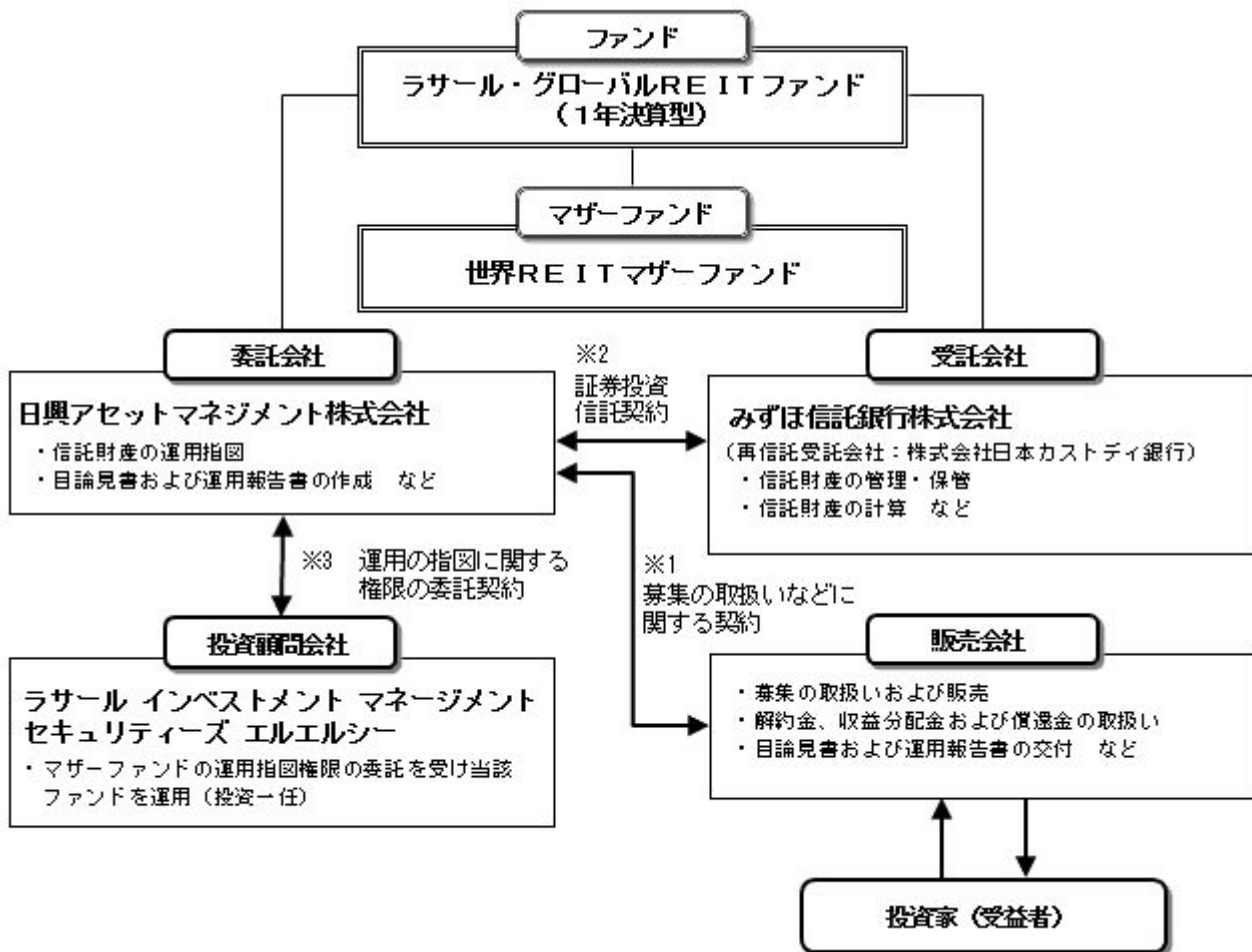 ファンド
ラサール・グローバルREITファンド
(1年決算型)
マザーファンド
世界REITマザーファンド
委託会社
日興アセットマネジメント株式会社
・信託財産の運用指図
・目論見書および運用報告書の作成 など
※2
証券投資
信託契約
受託会社
みずほ信託銀行株式会社
(再信託受託会社:株式会社日本カストディ銀行)
・信託財産の管理・保管
・信託財産の計算 など
※3 運用の指図に関する
権限の委託契約
※1
募集の取扱いなどに
関する契約
投資顧問会社
ラサール インベストメント マネージメント
セキュリティーズ エルエルシー
・マザーファンドの運用指図権限の委託を受け当該
ファンドを運用(投資一任)
販売会社
・募集の取扱いおよび販売
・解約金、収益分配金および償還金の取扱い
・目論見書および運用報告書の交付 など
投資家(受益者)